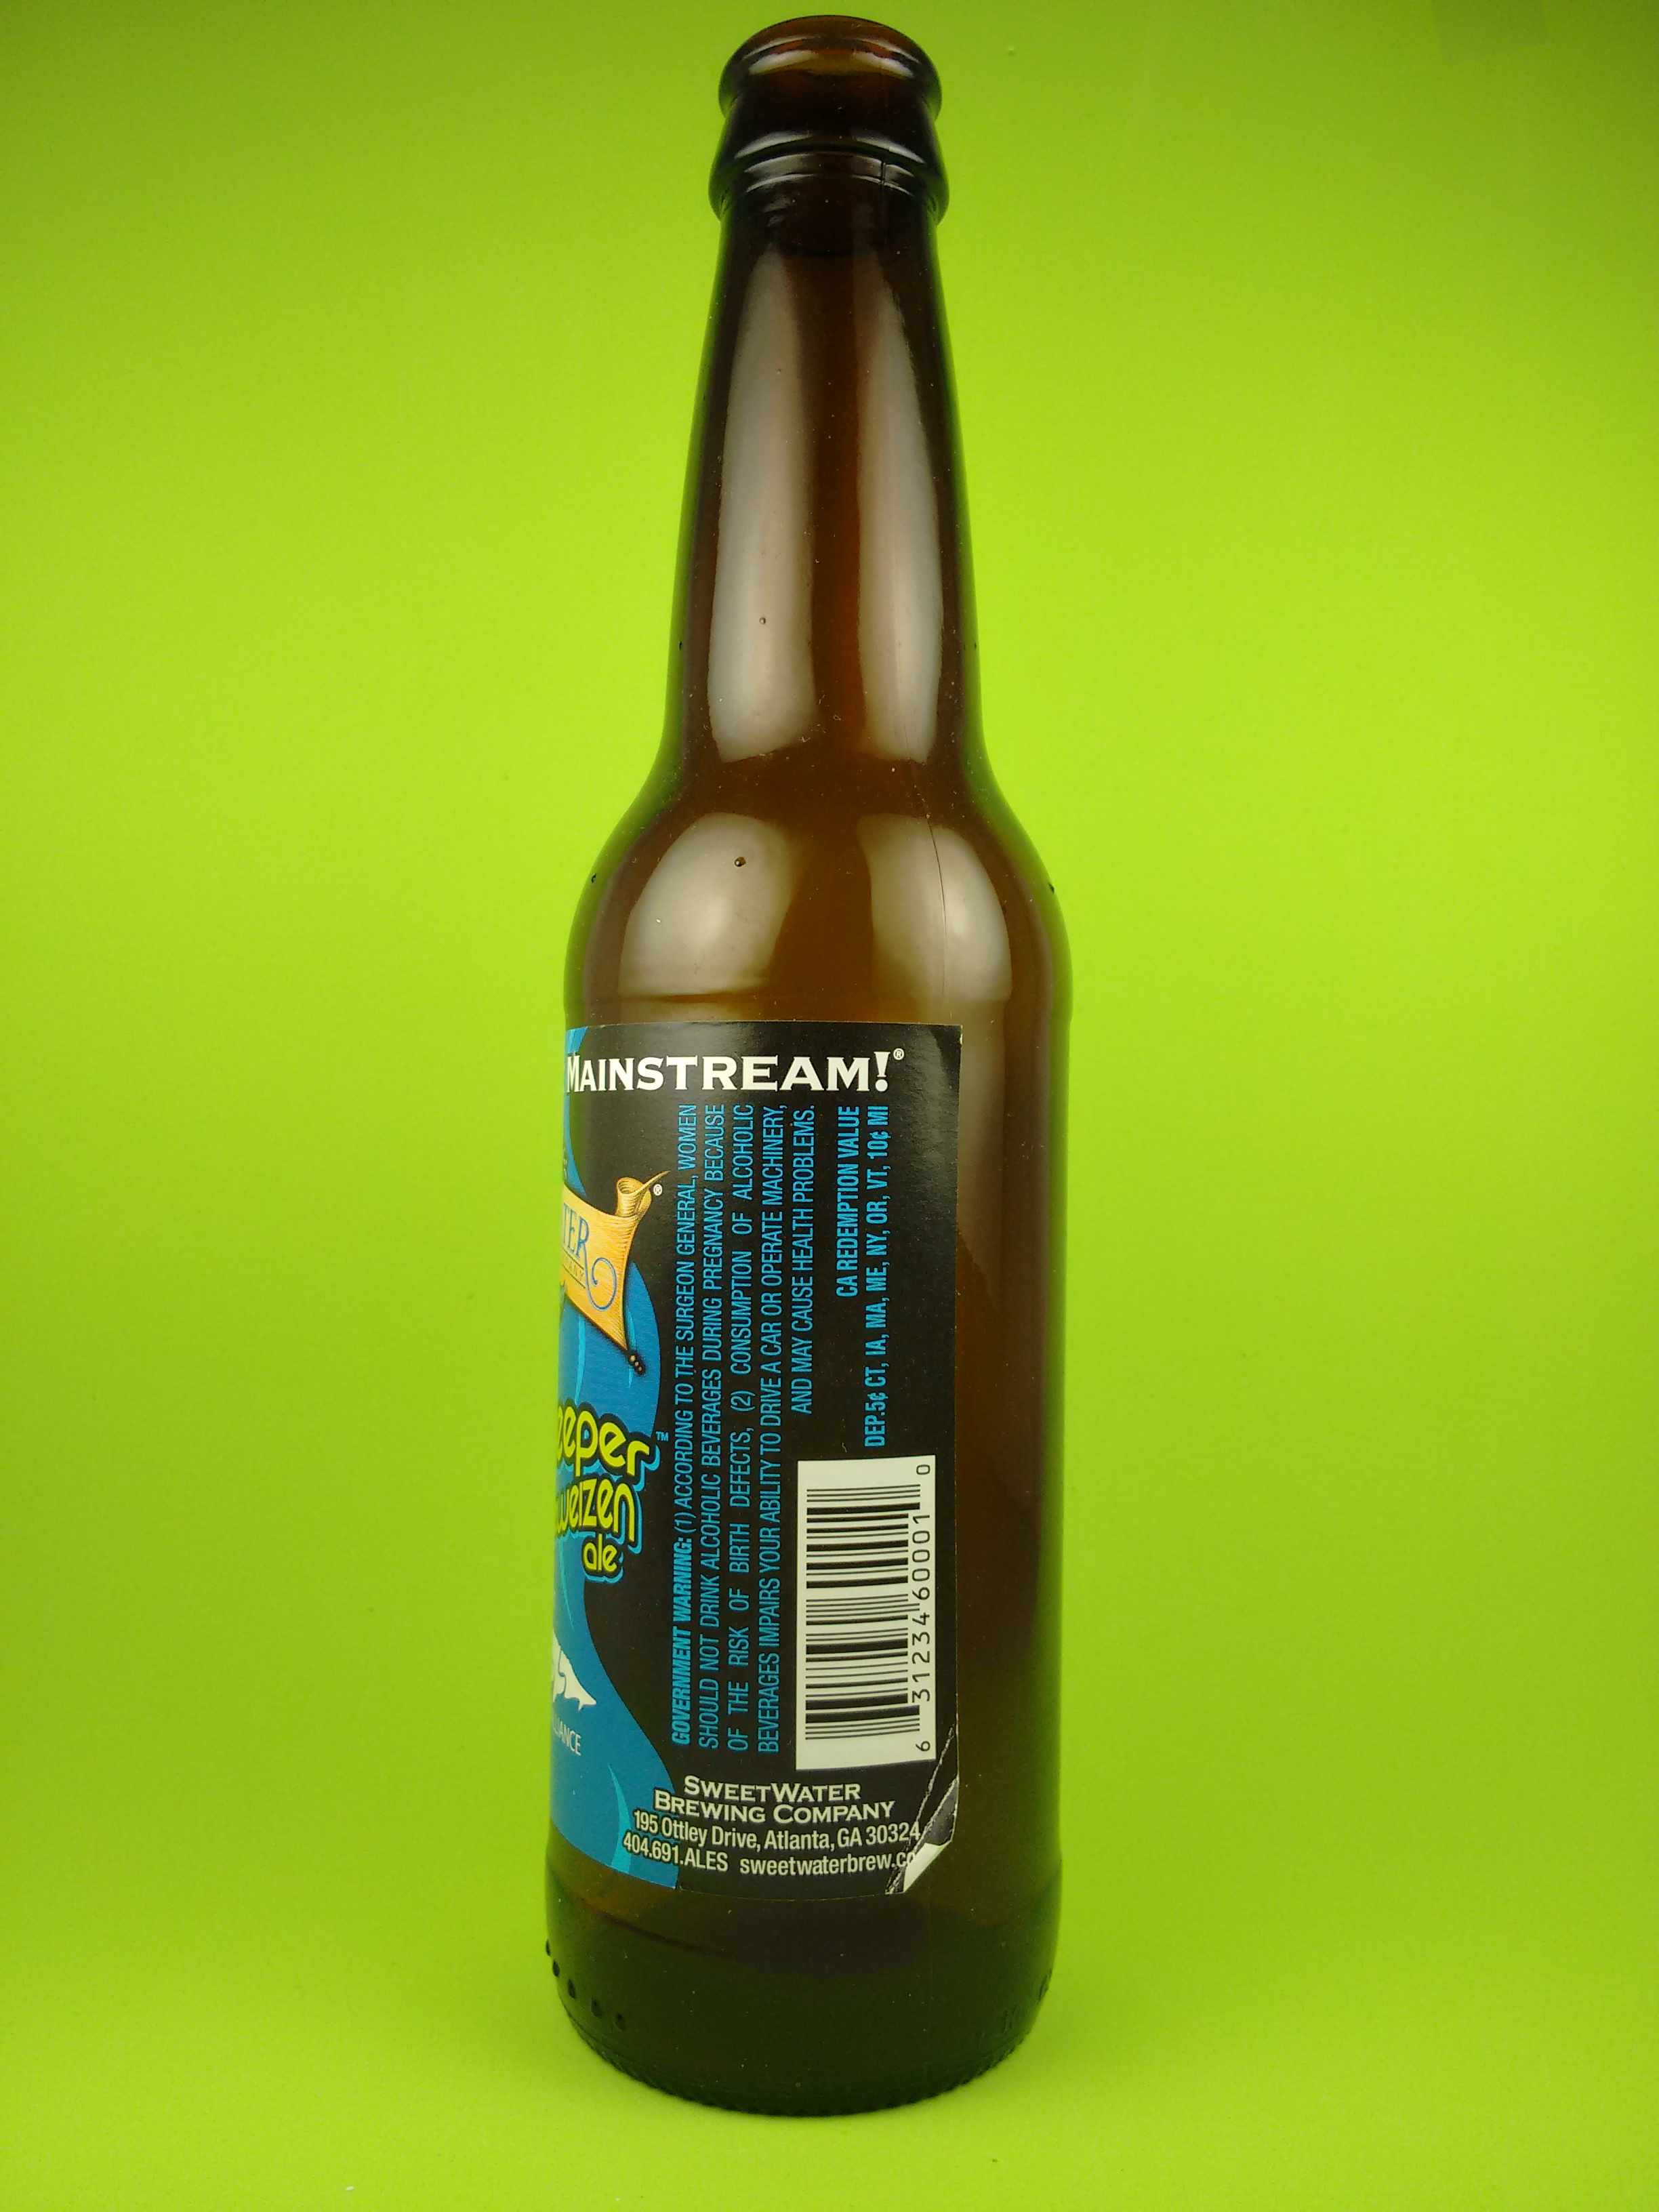 MAINSTREAM!®
TER
®
eeper™
weizen
ale
GOVERNMENT WARNING: (1) ACCORDING TO THE SURGEON GENERAL, WOMEN
SHOULD NOT DRINK ALCOHOLIC BEVERAGES DURING PREGNANCY BECAUSE
OF THE RISK OF BIRTH DEFECTS, (2) CONSUMPTION OF ALCOHOLIC
BEVERAGES IMPAIRS YOUR ABILITY TO DRIVE A CAR OR OPERATE MACHINERY,
AND MAY CAUSE HEALTH PROBLEMS.
CA REDEMPTION VALUE
DEP.5¢ CT, IA, MA, ME, NY, OR, VT, 10¢ MI
6 31234 60001 0
SWEETWATER
BREWING COMPANY
195 Ottley Drive, Atlanta, GA 30324
404.691.ALES sweetwaterbrew.co